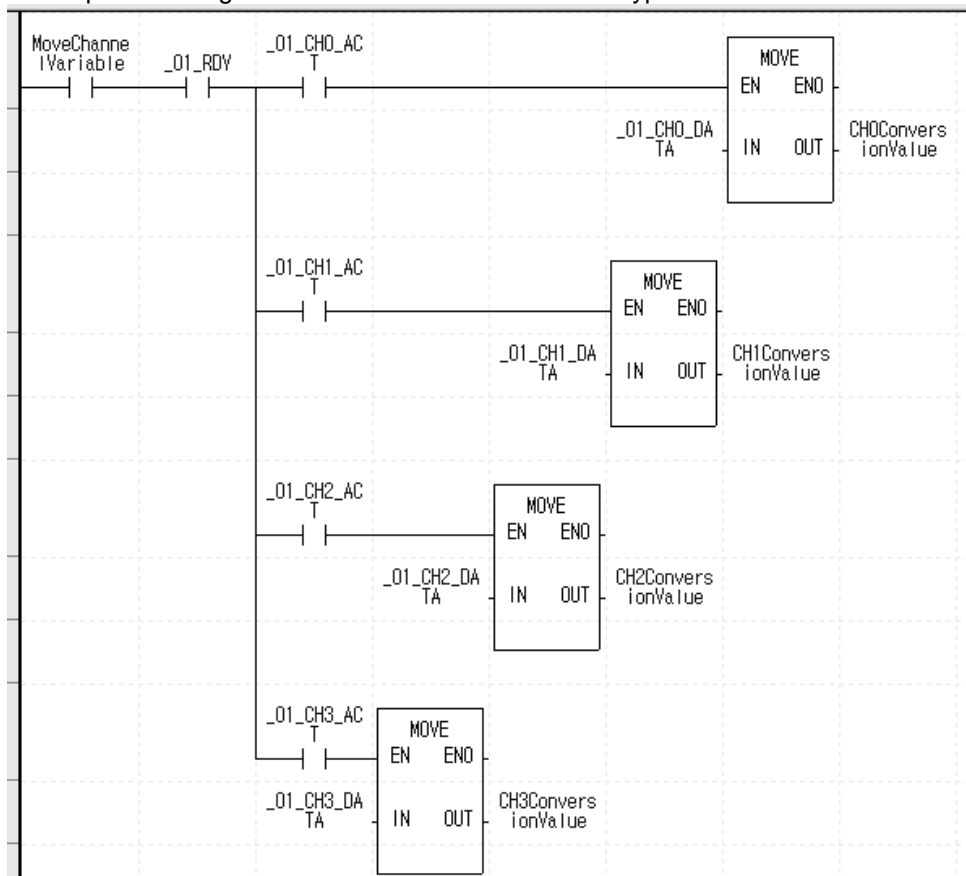 MoveChanne
lVariable
_01_RDY
_01_CH0_AC
T
MOVE
EN ENO
_01_CH0_DA
TA
IN OUT
CH0Convers
ionValue
_01_CH1_AC
T
MOVE
EN ENO
_01_CH1_DA
TA
IN OUT
CH1Convers
ionValue
_01_CH2_AC
T
MOVE
EN ENO
_01_CH2_DA
TA
IN OUT
CH2Convers
ionValue
_01_CH3_AC
T
MOVE
EN ENO
_01_CH3_DA
TA
IN OUT
CH3Convers
ionValue